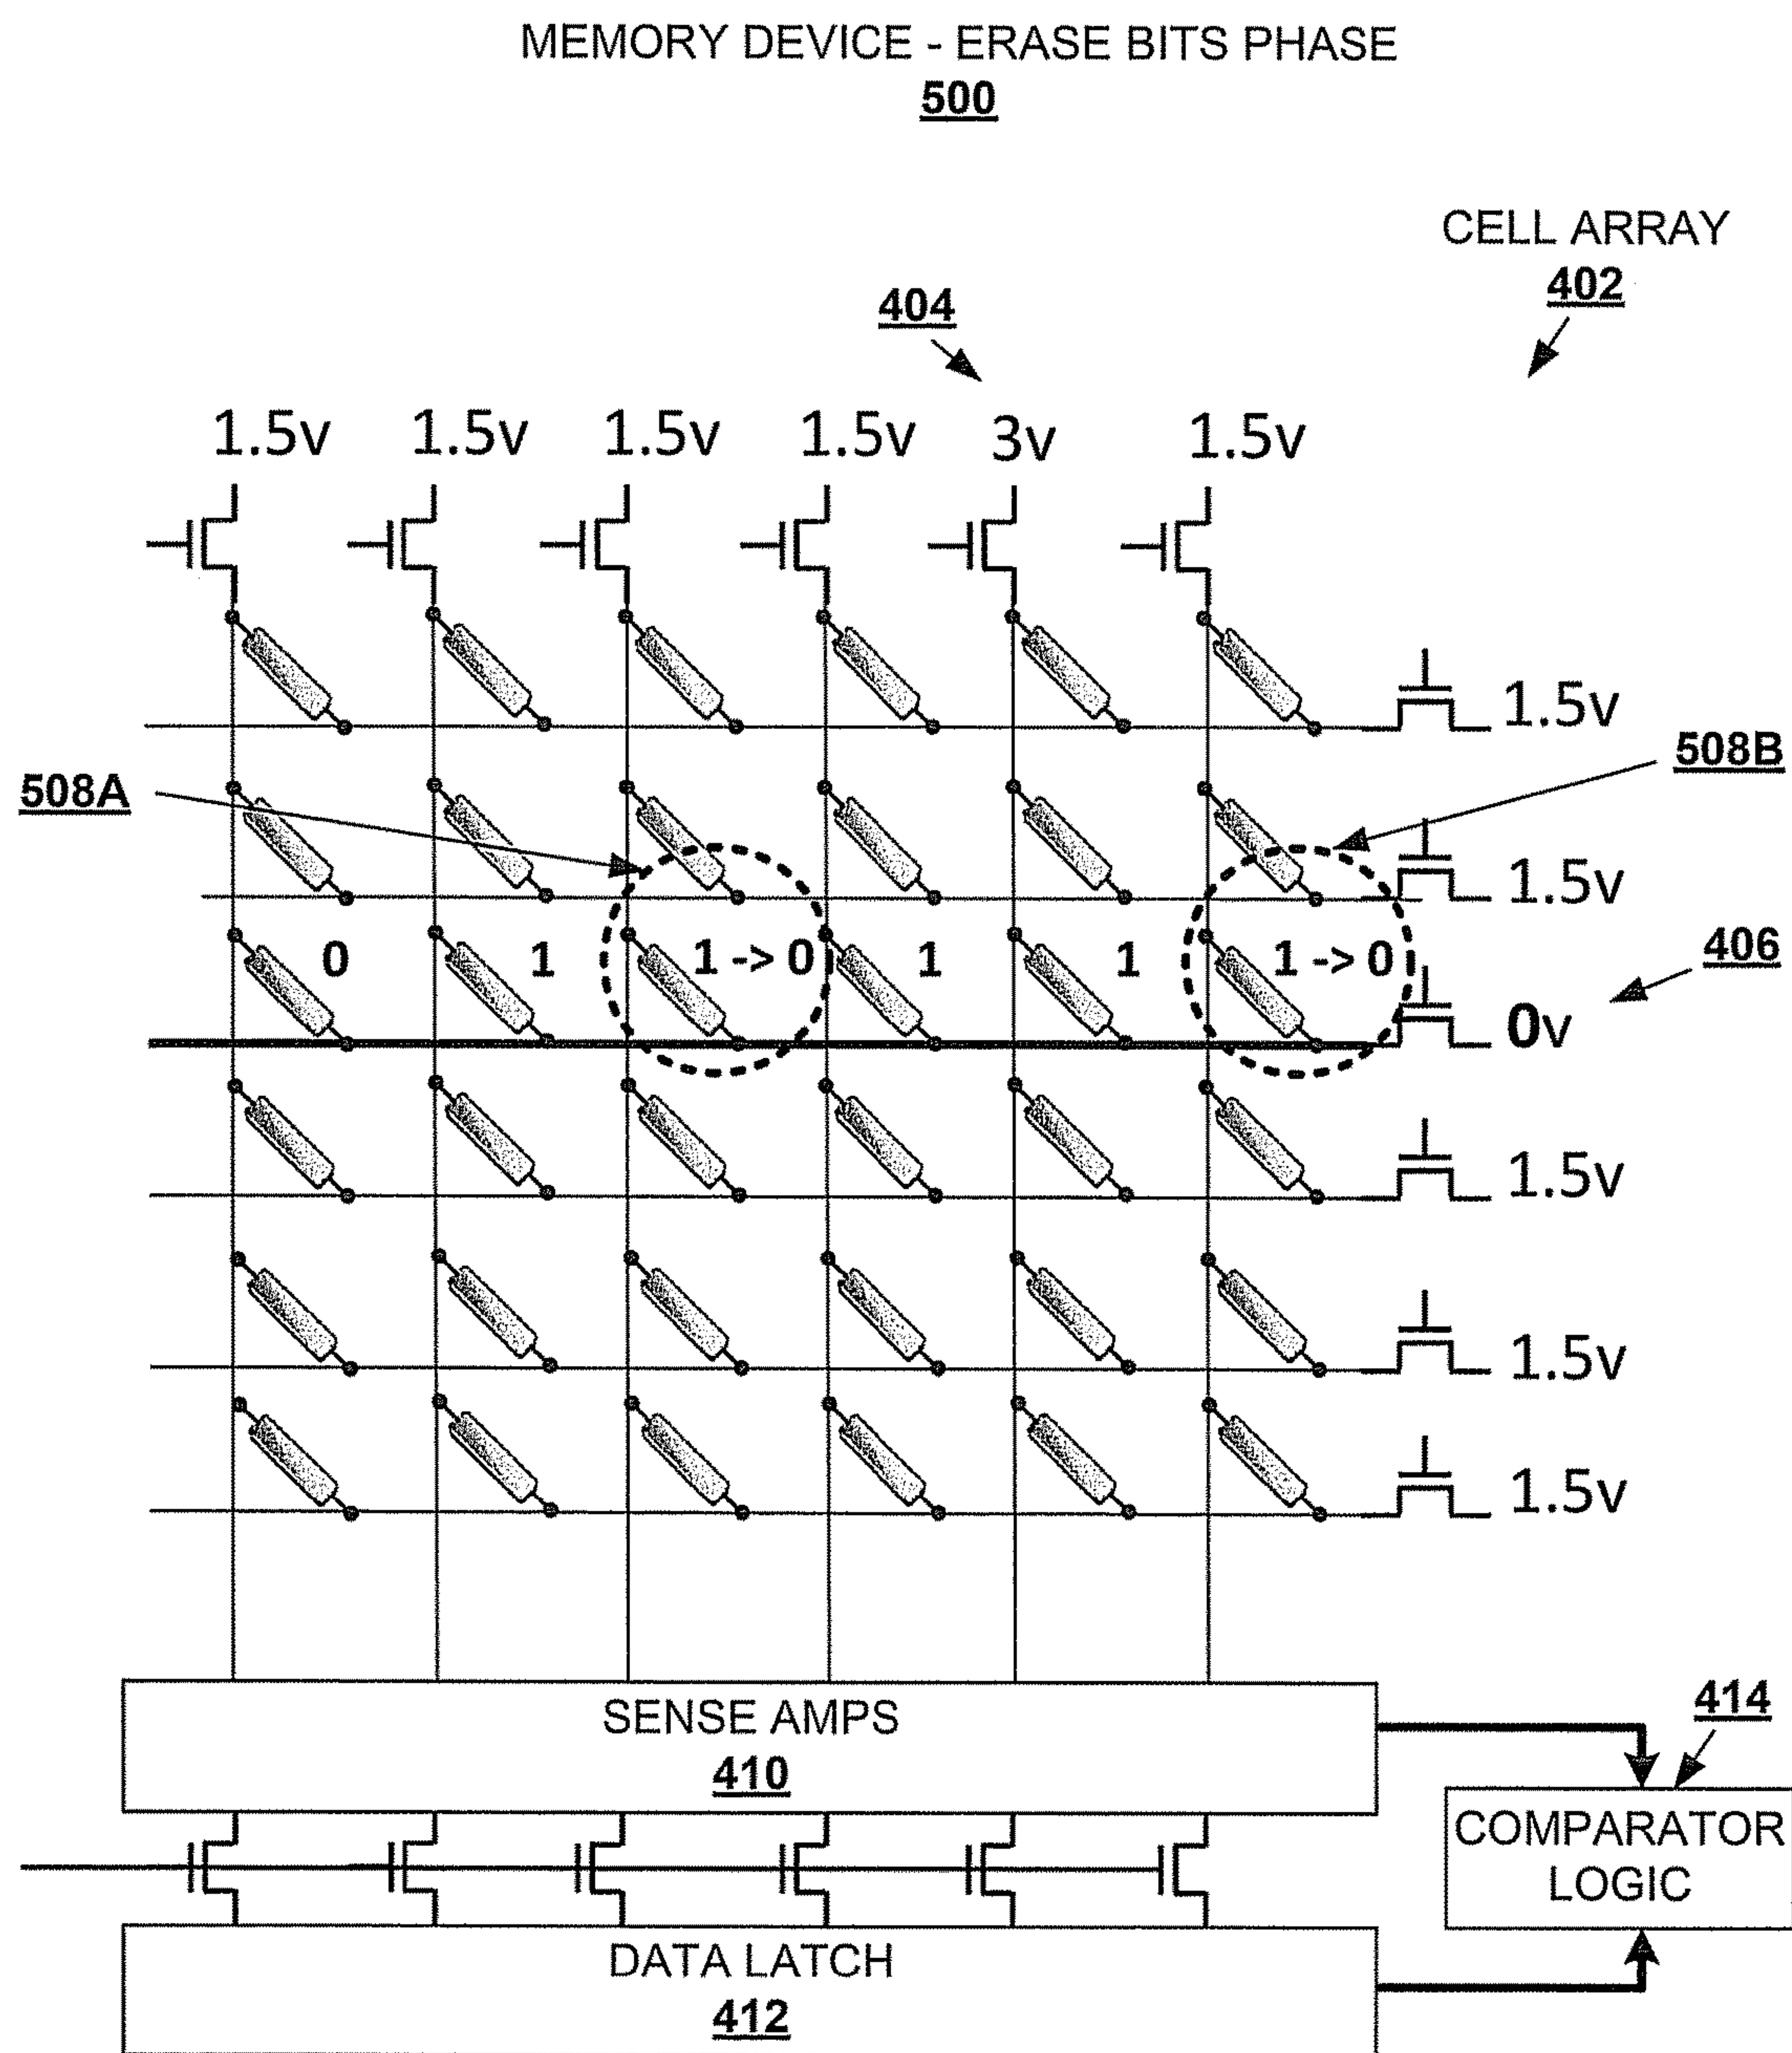 MEMORY DEVICE - ERASE BITS PHASE
500
CELL ARRAY
402
404
1.5v 1.5v 1.5v 1.5v 3v 1.5v
1.5v
508A
508B
1.5v
0 1 1 -> 0 1 1 1 -> 0
406
0v
1.5v
1.5v
1.5v
SENSE AMPS
410
414
COMPARATOR
LOGIC
DATA LATCH
412